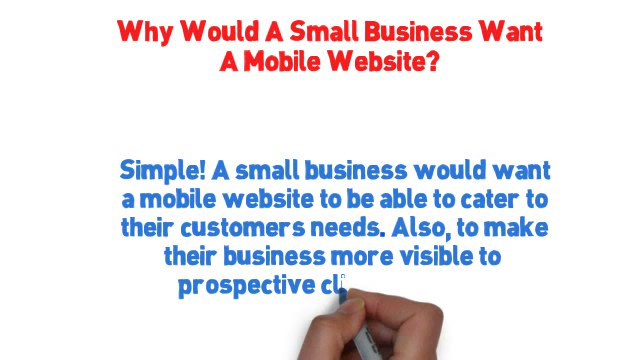 Why Would A Small Business Want
A Mobile Website?
Simple! A small business would want
a mobile website to be able to cater to
their customers needs. Also, to make
their business more visible to
prospective